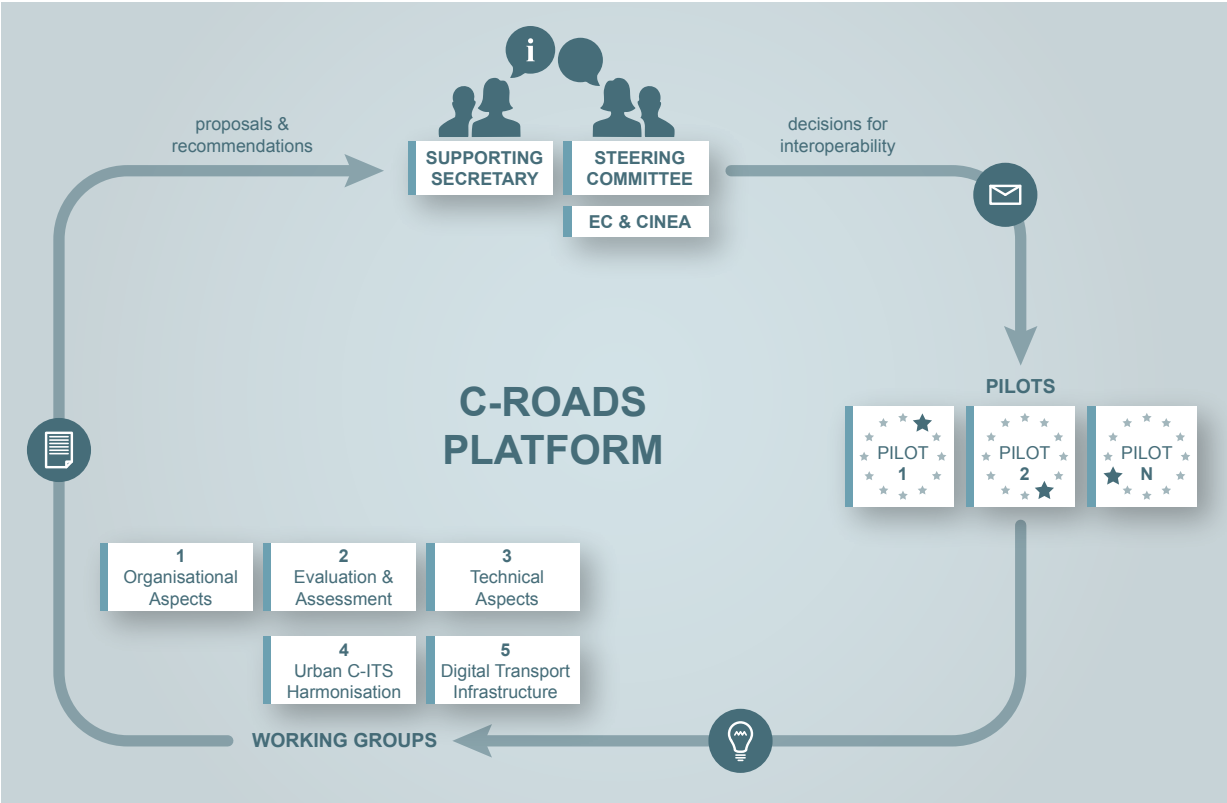 i
proposals &
recommendations
decisions for
interoperability
SUPPORTING
SECRETARY
STEERING
COMMITTEE
EC & CINEA
C-ROADS
PLATFORM
PILOTS
PILOT
1
PILOT
2
PILOT
N
1
Organisational
Aspects
2
Evaluation &
Assessment
3
Technical
Aspects
4
Urban C-ITS
Harmonisation
5
Digital Transport
Infrastructure
WORKING GROUPS